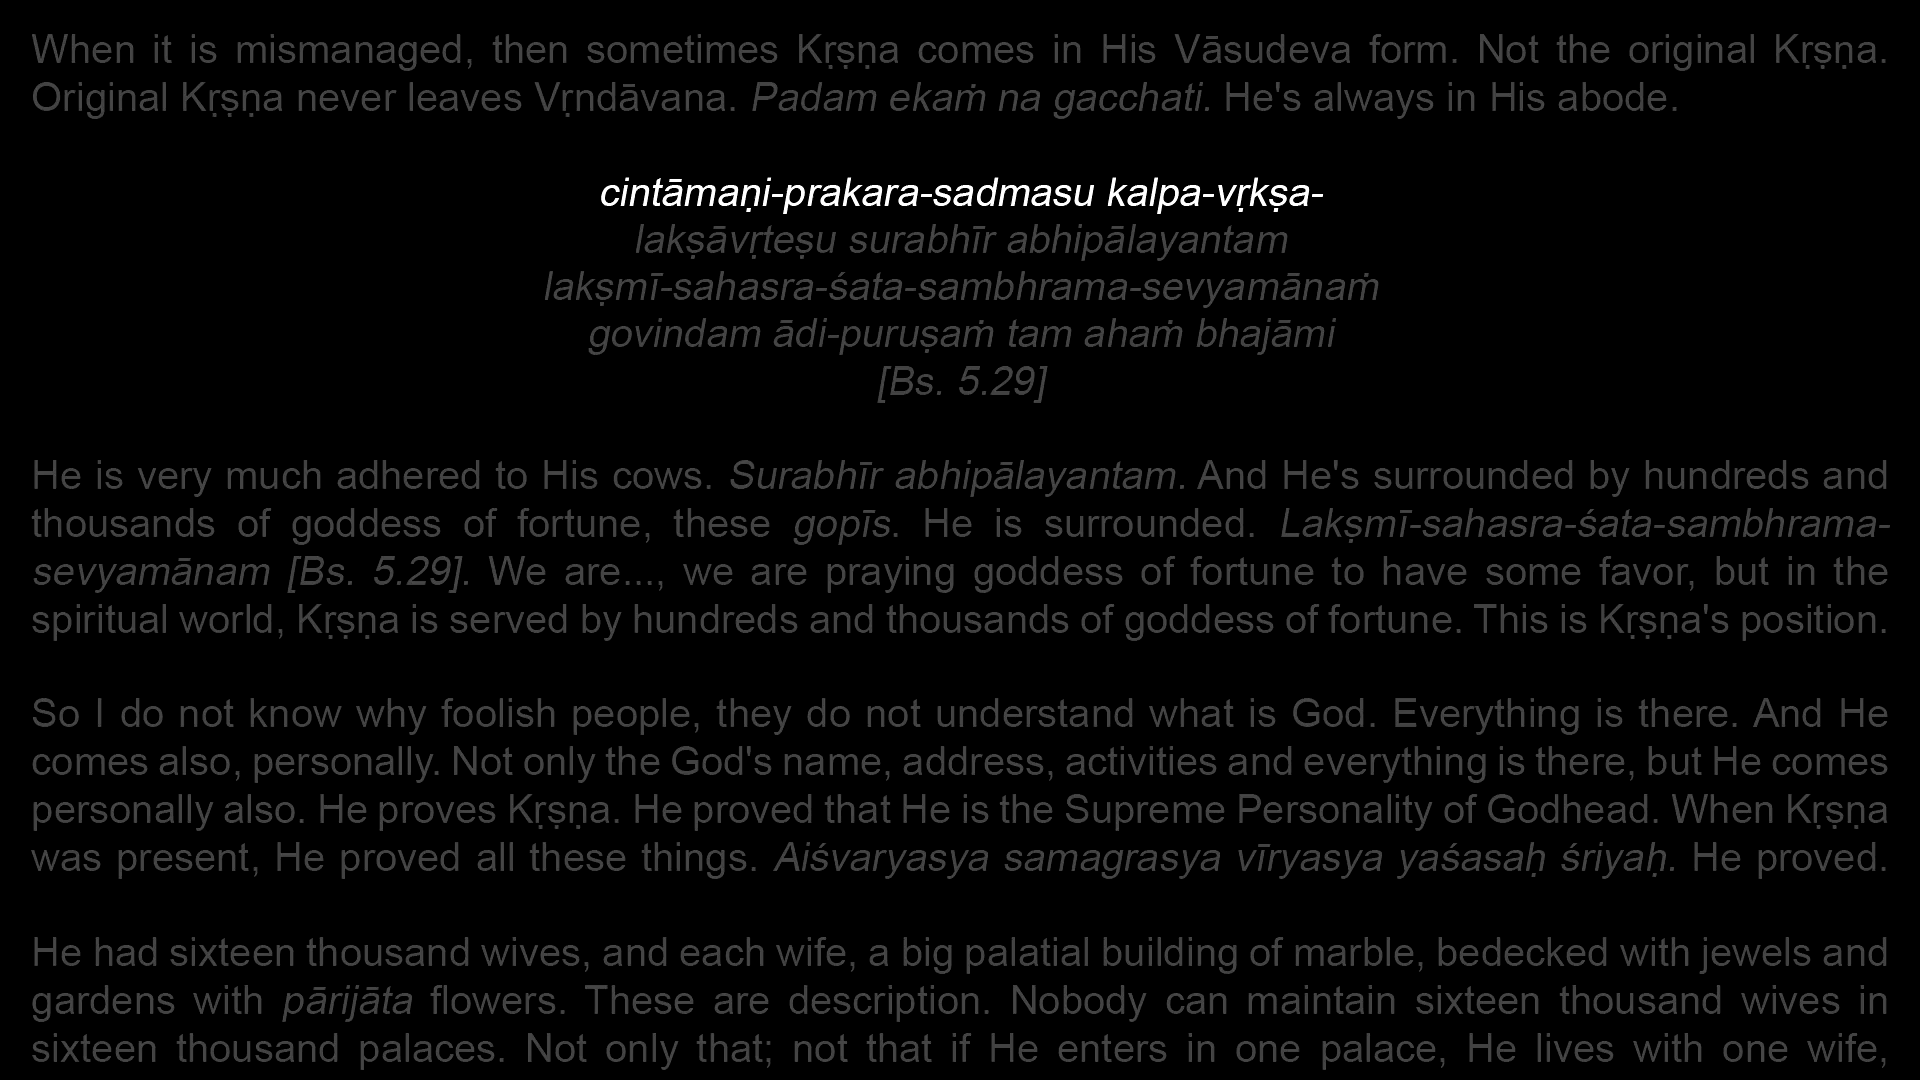 When it is mismanaged, then sometimes Kṛṣṇa comes in His Vāsudeva form. Not the original Kṛṣṇa.
Original Kṛṣṇa never leaves Vṛndāvana. Padam ekaṁ na gacchati. He's always in His abode.
cintāmaṇi-prakara-sadmasu kalpa-vṛkṣa-
lakṣāvṛteṣu surabhīr abhipālayantam
lakṣmī-sahasra-śata-sambhrama-sevyamānaṁ
govindam ādi-puruṣaṁ tam ahaṁ bhajāmi
[Bs. 5.29]
He is very much adhered to His cows. Surabhīr abhipālayantam. And He's surrounded by hundreds and
thousands of goddess of fortune, these gopīs. He is surrounded. Lakṣmī-sahasra-śata-sambhrama-
sevyamānam [Bs. 5.29]. We are..., we are praying goddess of fortune to have some favor, but in the
spiritual world, Kṛṣṇa is served by hundreds and thousands of goddess of fortune. This is Kṛṣṇa's position.
So I do not know why foolish people, they do not understand what is God. Everything is there. And He
comes also, personally. Not only the God's name, address, activities and everything is there, but He comes
personally also. He proves Kṛṣṇa. He proved that He is the Supreme Personality of Godhead. When Kṛṣṇa
was present, He proved all these things. Aiśvaryasya samagrasya vīryasya yaśasaḥ śriyaḥ. He proved.
He had sixteen thousand wives, and each wife, a big palatial building of marble, bedecked with jewels and
gardens with pārijāta flowers. These are description. Nobody can maintain sixteen thousand wives in
sixteen thousand palaces. Not only that; not that if He enters in one palace, He lives with one wife,